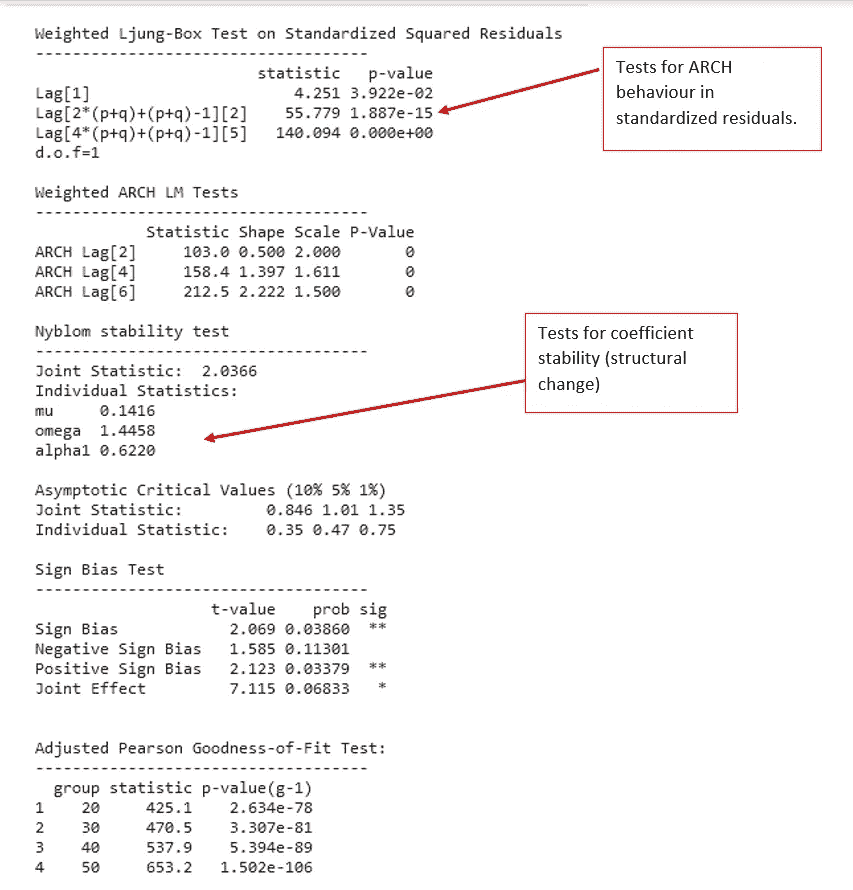 Weighted Ljung-Box Test on Standardized Squared Residuals
------------------------------------
                        statistic   p-value
Lag[1]                      4.251 3.922e-02
Lag[2*(p+q)+(p+q)-1][2]    55.779 1.887e-15
Lag[4*(p+q)+(p+q)-1][5]   140.094 0.000e+00
d.o.f=1
Tests for ARCH
behaviour in
standardized residuals.
Weighted ARCH LM Tests
------------------------------------
            Statistic Shape Scale P-Value
ARCH Lag[2]     103.0 0.500 2.000       0
ARCH Lag[4]     158.4 1.397 1.611       0
ARCH Lag[6]     212.5 2.222 1.500       0
Nyblom stability test
------------------------------------
Joint Statistic:  2.0366
Individual Statistics:
mu     0.1416
omega  1.4458
alpha1 0.6220
Tests for coefficient
stability (structural
change)
Asymptotic Critical Values (10% 5% 1%)
Joint Statistic:         0.846 1.01 1.35
Individual Statistic:    0.35 0.47 0.75
Sign Bias Test
------------------------------------
                   t-value    prob sig
Sign Bias            2.069 0.03860  **
Negative Sign Bias   1.585 0.11301
Positive Sign Bias   2.123 0.03379  **
Joint Effect         7.115 0.06833   *
Adjusted Pearson Goodness-of-Fit Test:
------------------------------------
  group statistic p-value(g-1)
1    20     425.1    2.634e-78
2    30     470.5    3.307e-81
3    40     537.9    5.394e-89
4    50     653.2   1.502e-106